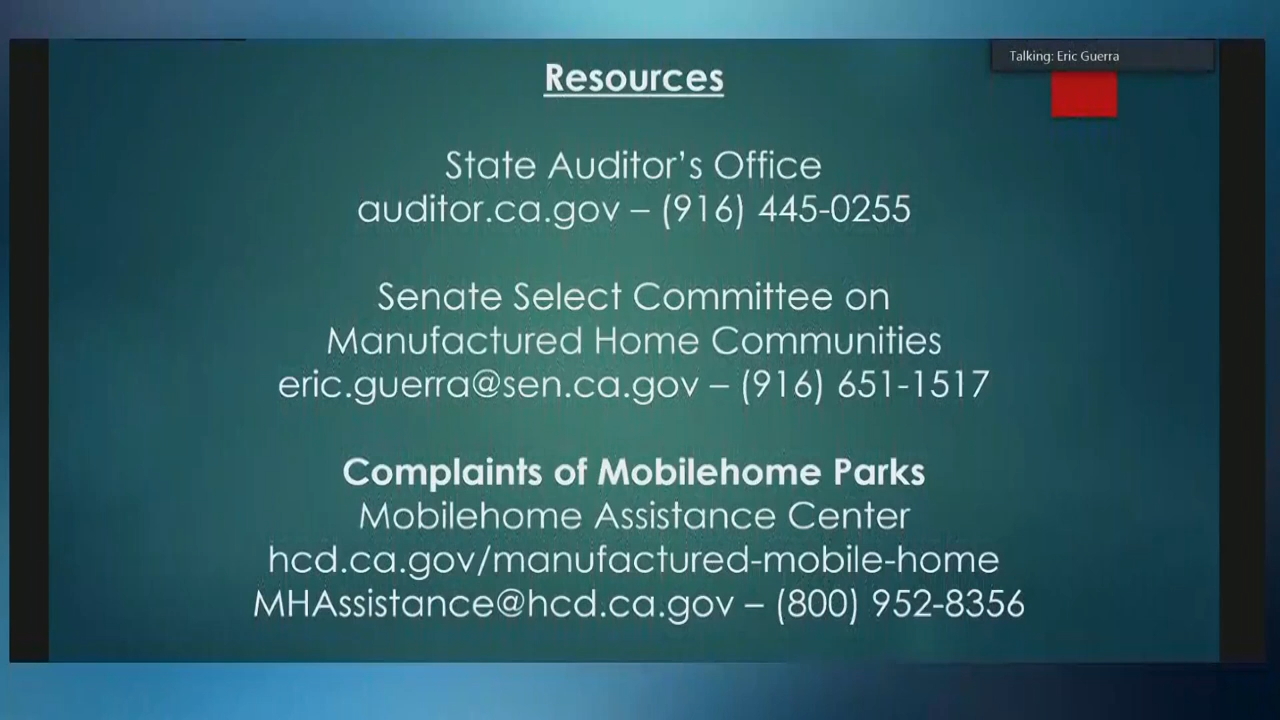 Talking: Eric Guerra
Resources
State Auditor's Office
auditor.ca.gov – (916) 445-0255
Senate Select Committee on
Manufactured Home Communities
eric.guerra@sen.ca.gov – (916) 651-1517
Complaints of Mobilehome Parks
Mobilehome Assistance Center
hcd.ca.gov/manufactured-mobile-home
MHAssistance@hcd.ca.gov – (800) 952-8356